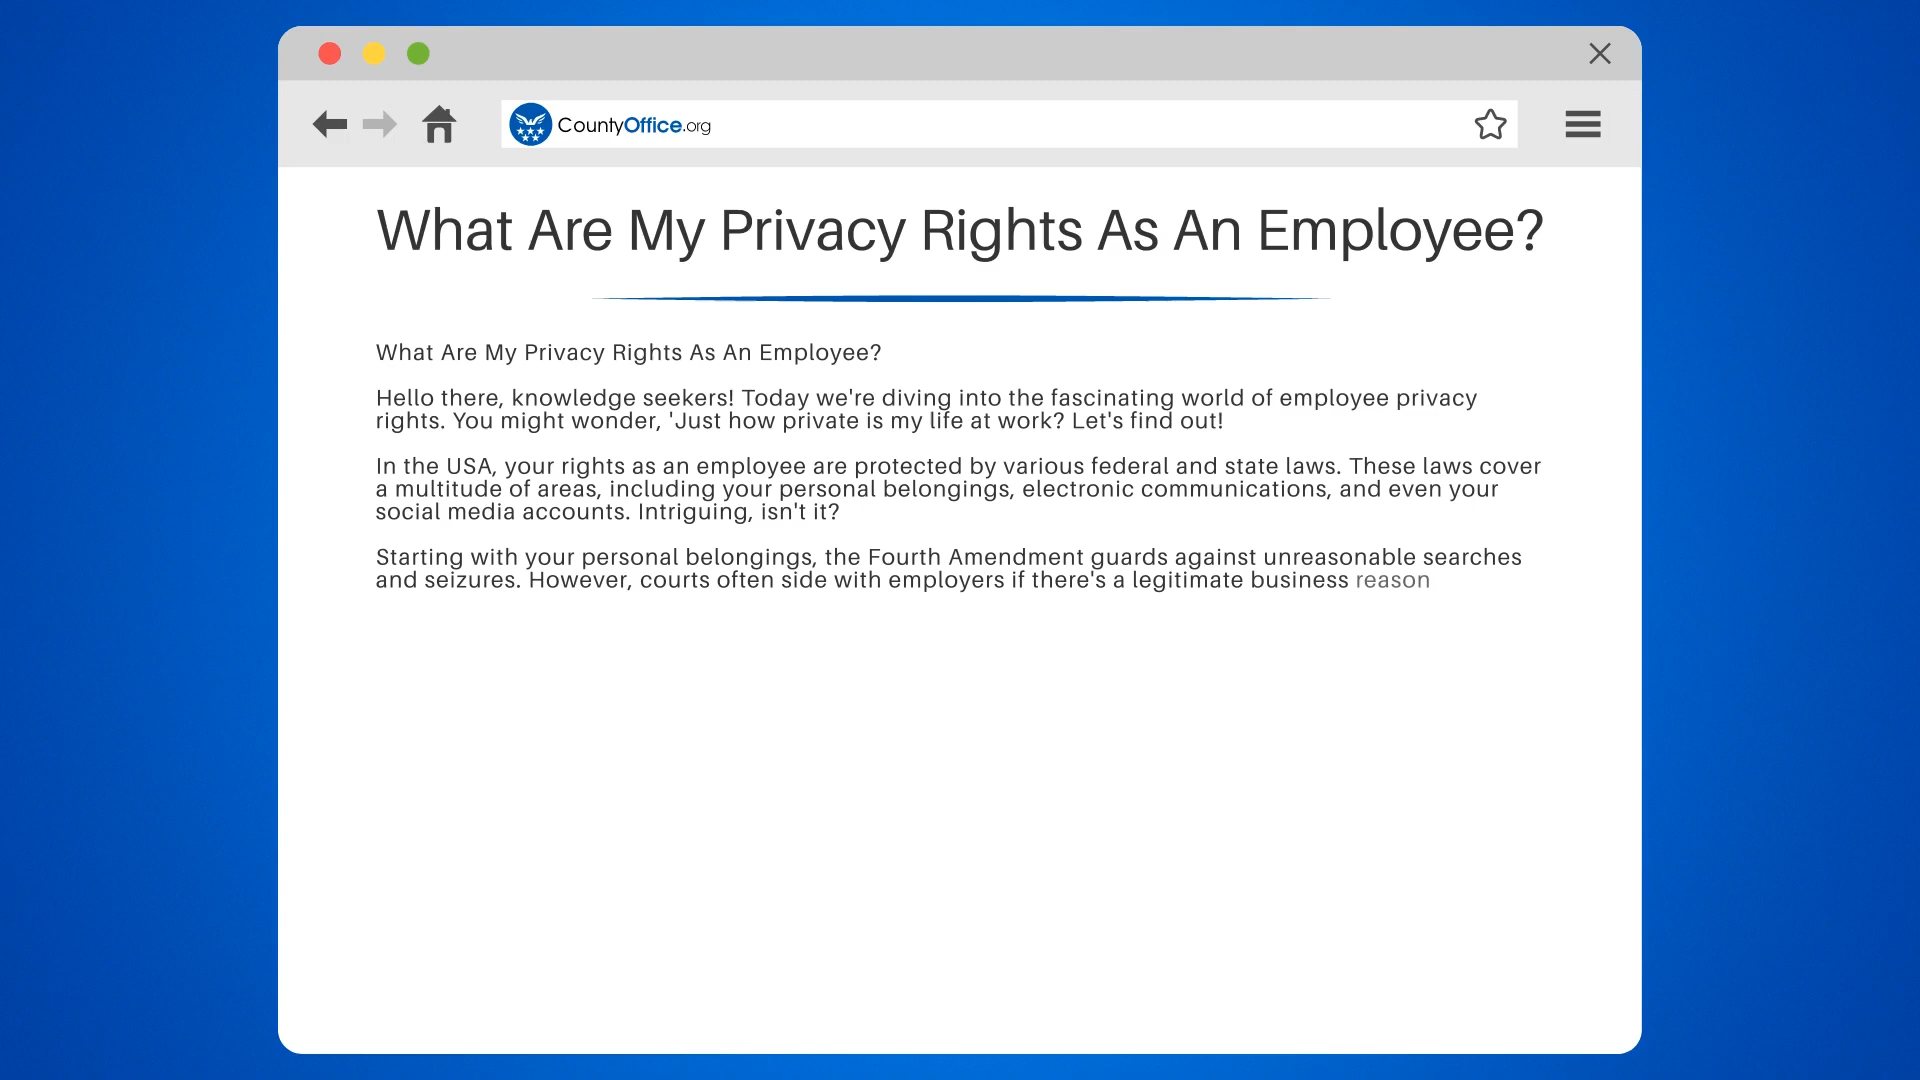 CountyOffice.org
What Are My Privacy Rights As An Employee?
What Are My Privacy Rights As An Employee?
Hello there, knowledge seekers! Today we're diving into the fascinating world of employee privacy
rights. You might wonder, 'Just how private is my life at work? Let's find out!
In the USA, your rights as an employee are protected by various federal and state laws. These laws cover
a multitude of areas, including your personal belongings, electronic communications, and even your
social media accounts. Intriguing, isn't it?
Starting with your personal belongings, the Fourth Amendment guards against unreasonable searches
and seizures. However, courts often side with employers if there's a legitimate business reason